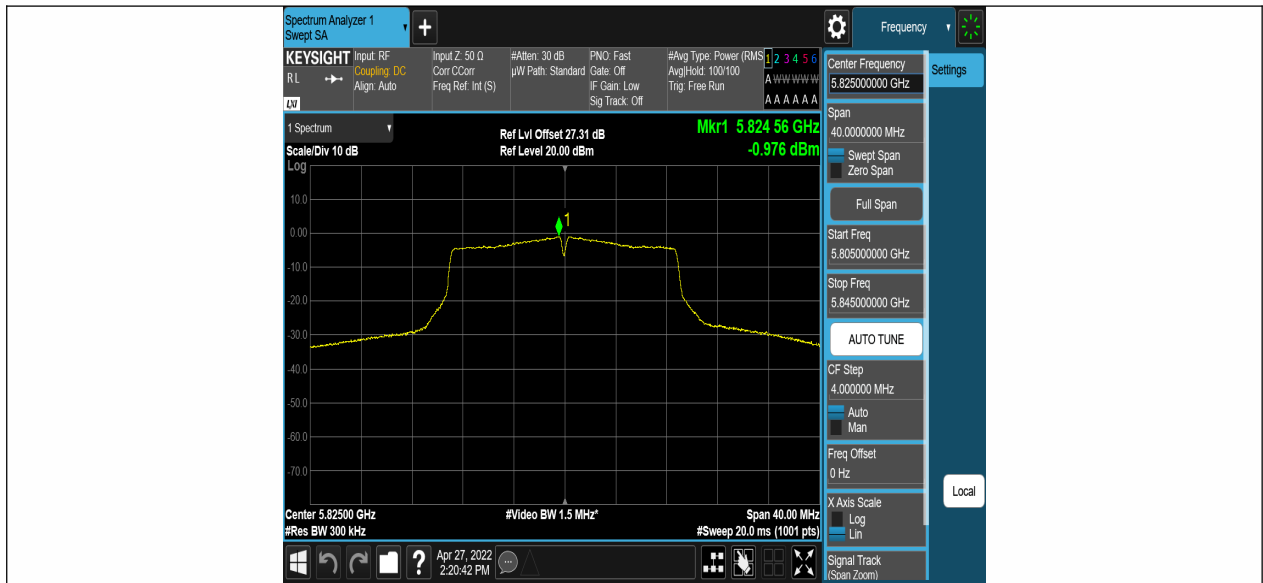 Spectrum Analyzer 1
Swept SA
+
Frequency
KEYSIGHT
R L
LXI
Input: RF
Coupling: DC
Align: Auto
Input Z: 50 Ω
Corr CCorr
Freq Ref: Int (S)
#Atten: 30 dB
µW Path: Standard
PNO: Fast
Gate: Off
IF Gain: Low
Sig Track: Off
#Avg Type: Power (RMS
Avg|Hold: 100/100
Trig: Free Run
1 2 3 4 5 6
A W W W W W
A A A A A A
1 Spectrum
Scale/Div 10 dB
Log
Ref Lvl Offset 27.31 dB
Ref Level 20.00 dBm
Mkr1 5.824 56 GHz
-0.976 dBm
10.0
0.00
-10.0
-20.0
-30.0
-40.0
-50.0
-60.0
-70.0
1
Center 5.82500 GHz
#Res BW 300 kHz
#Video BW 1.5 MHz*
Span 40.00 MHz
#Sweep 20.0 ms (1001 pts)
Center Frequency
5.825000000 GHz
Settings
Span
40.0000000 MHz
Swept Span
Zero Span
Full Span
Start Freq
5.805000000 GHz
Stop Freq
5.845000000 GHz
AUTO TUNE
CF Step
4.000000 MHz
Auto
Man
Freq Offset
0 Hz
X Axis Scale
Log
Lin
Local
Signal Track
(Span Zoom)
?
Apr 27, 2022
2:20:42 PM